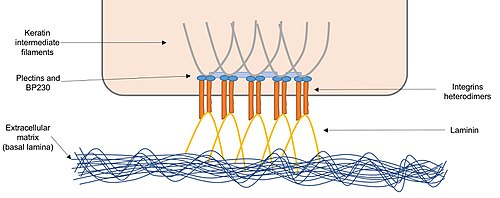 Keratin
intermediate
filaments
Plectins and
BP230
Integrins
heterodimers
Extracellular
matrix
(basal lamina)
Laminin